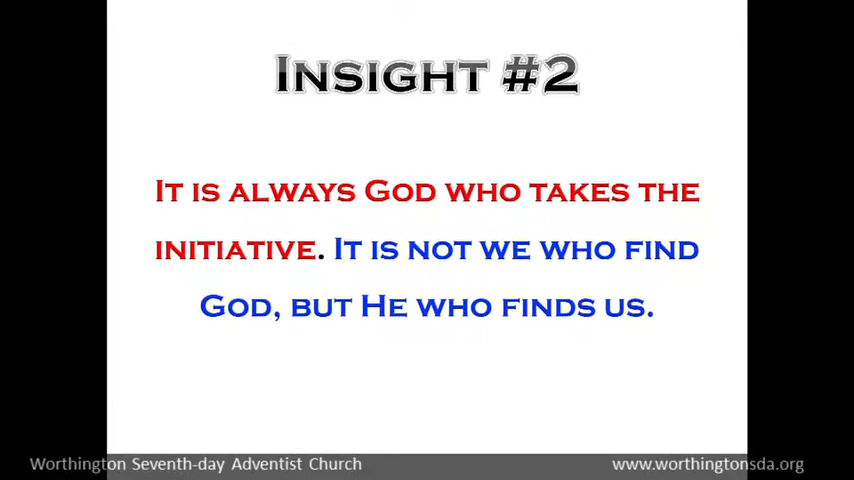 INSIGHT #2
IT IS ALWAYS GOD WHO TAKES THE
INITIATIVE. IT IS NOT WE WHO FIND
GOD, BUT HE WHO FINDS US.
Worthington Seventh-day Adventist Church www.worthingtonsda.org